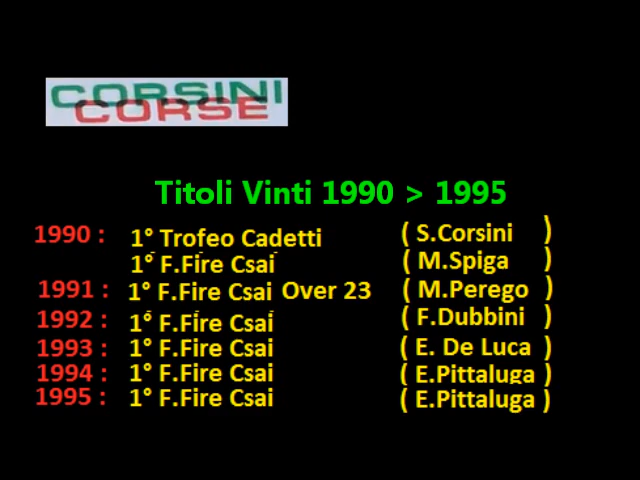 CORSINI
CORSE
Titoli Vinti 1990 > 1995
1990 : 1° Trofeo Cadetti ( S.Corsini )
1° F.Fire Csai ( M.Spiga )
1991 : 1° F.Fire Csai Over 23 ( M.Perego )
1992 : 1° F.Fire Csai ( F.Dubbini )
1993 : 1° F.Fire Csai ( E. De Luca )
1994 : 1° F.Fire Csai ( E.Pittaluga )
1995 : 1° F.Fire Csai ( E.Pittaluga )